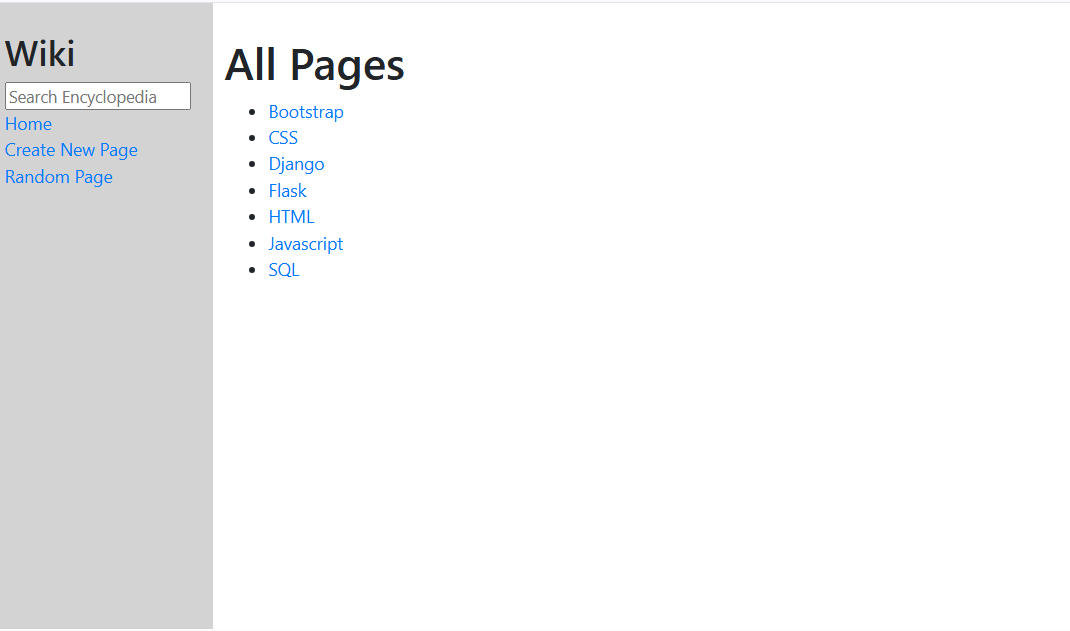 Wiki
Search Encyclopedia
Home
Create New Page
Random Page
All Pages
Bootstrap
CSS
Django
Flask
HTML
Javascript
SQL